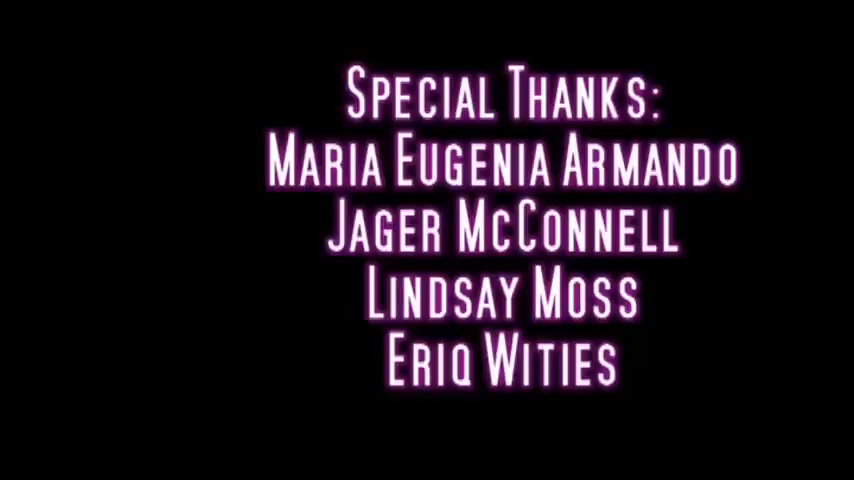 Special Thanks:
Maria Eugenia Armando
Jager McConnell
Lindsay Moss
Eriq Wities